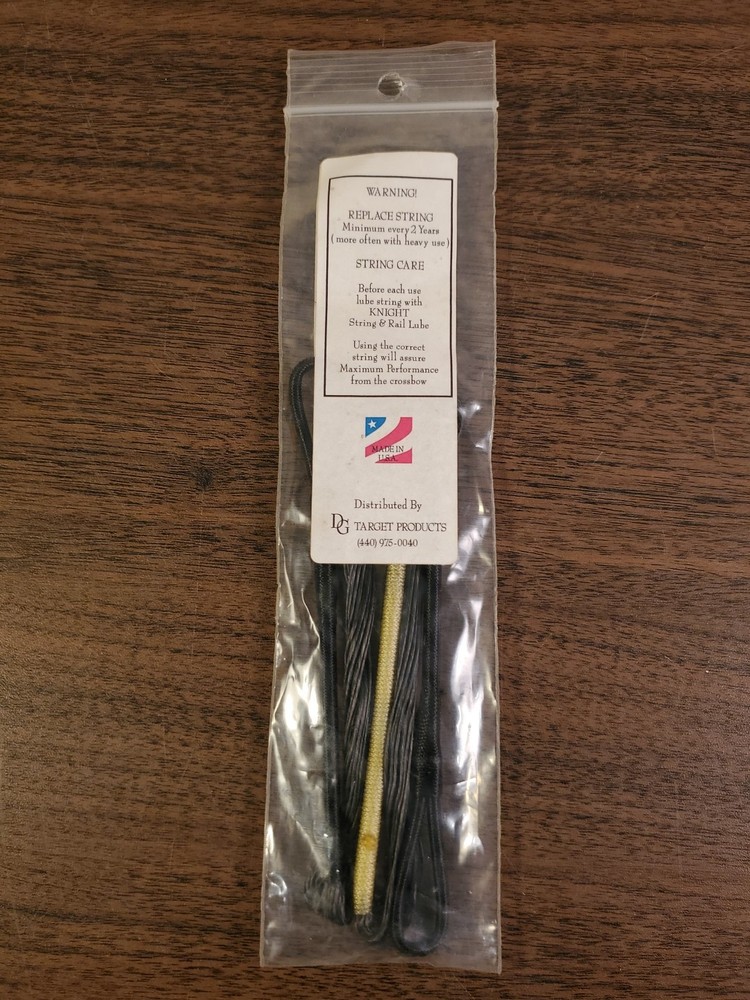 WARNING!
REPLACE STRING
Minimum every 2 Years
(more often with heavy use)
STRING CARE
Before each use
lube string with
KNIGHT
String & Rail Lube
Using the correct
string will assure
Maximum Performance
from the crossbow
MADE IN
U.S.A.
Distributed By
DG TARGET PRODUCTS
(440) 975-0040